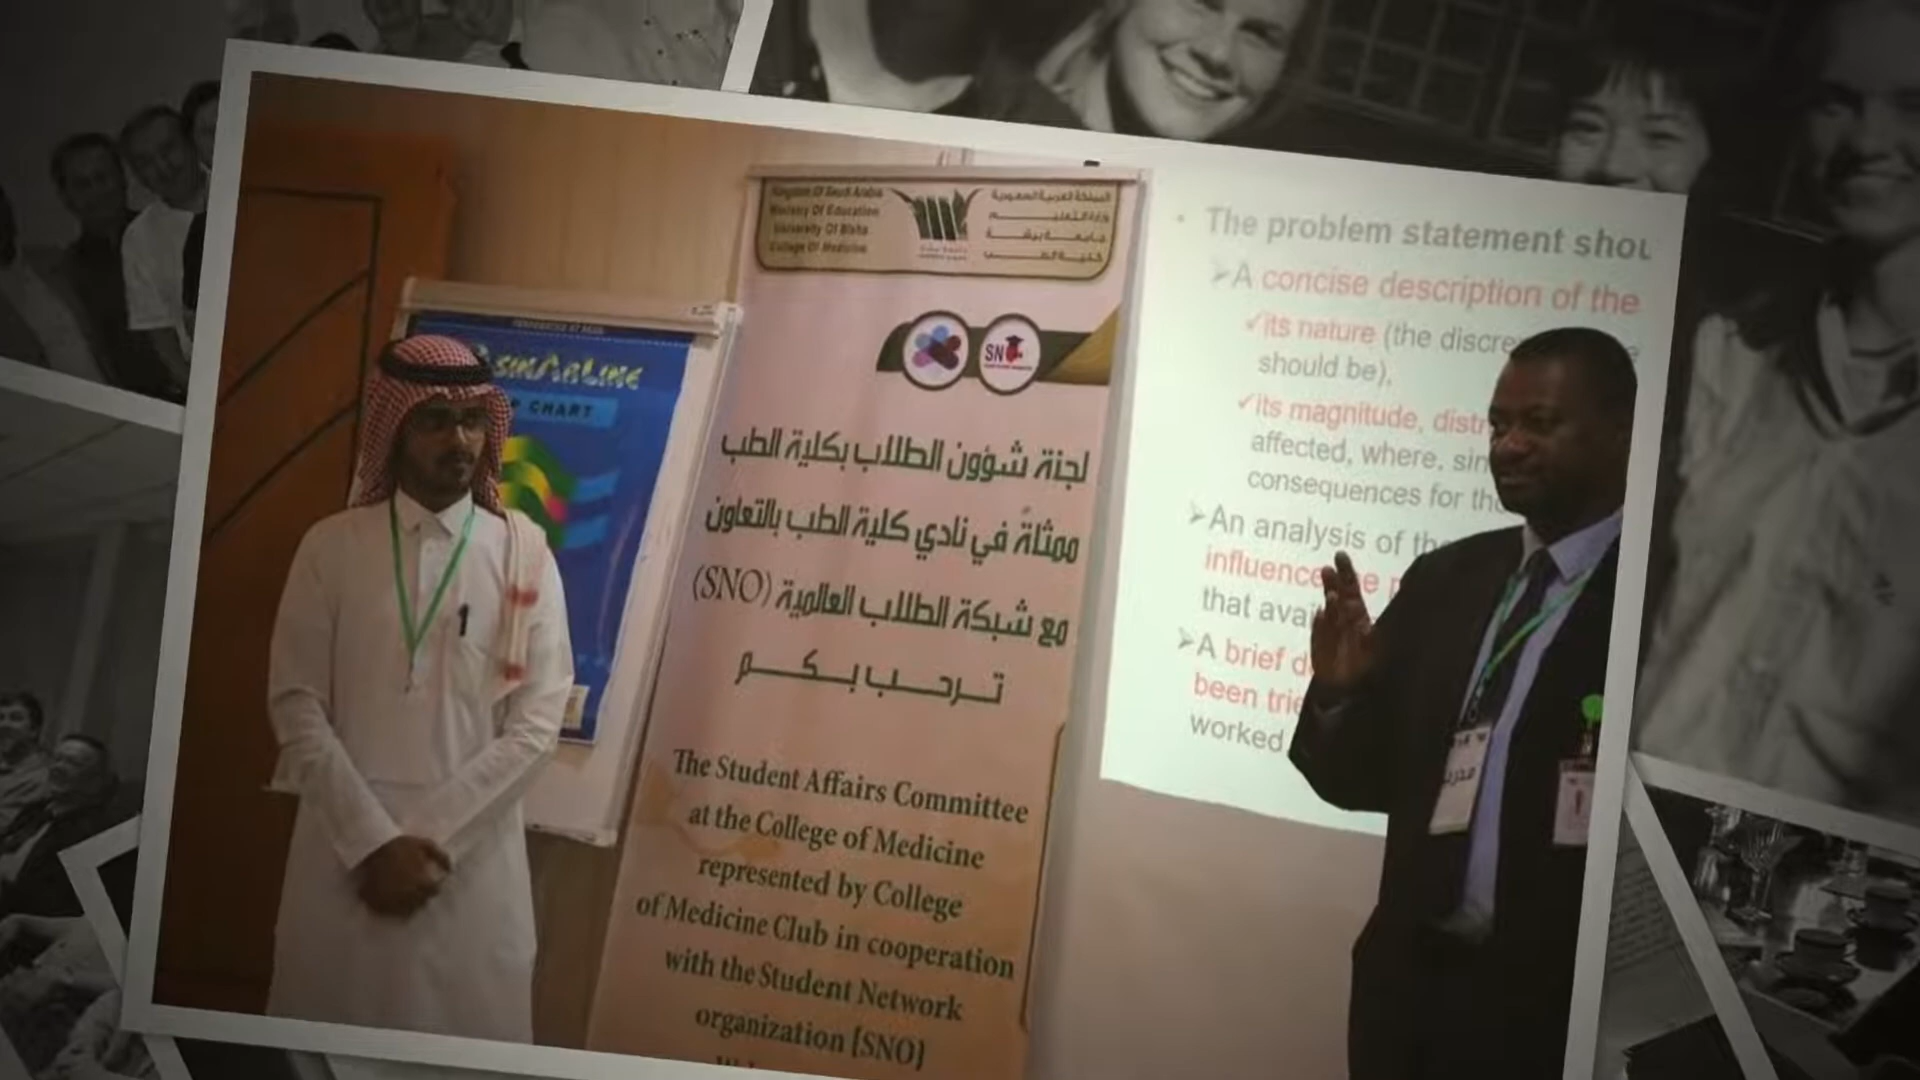 Kingdom Of Saudi Arabia
Ministry Of Education
University Of Bisha
College Of Medicine
المملكة العربية السعودية
وزارة التعليم
جامعة بيشة
كلية الطب
SN
لجنة شؤون الطلاب بكلية الطب
ممثلةً في نادي كلية الطب بالتعاون
مع شبكة الطلاب العالمية (SNO)
ترحب بكم
The Student Affairs Committee
at the College of Medicine
represented by College
of Medicine Club in cooperation
with the Student Network
organization [SNO]
SINARLINE
CHART
• The problem statement shou
➢A concise description of the
✓its nature (the discre
should be),
✓its magnitude, distr
affected, where, sin
consequences for th
➢An analysis of th
influence
that avai
➢A brief d
been trie
worked
مدرب